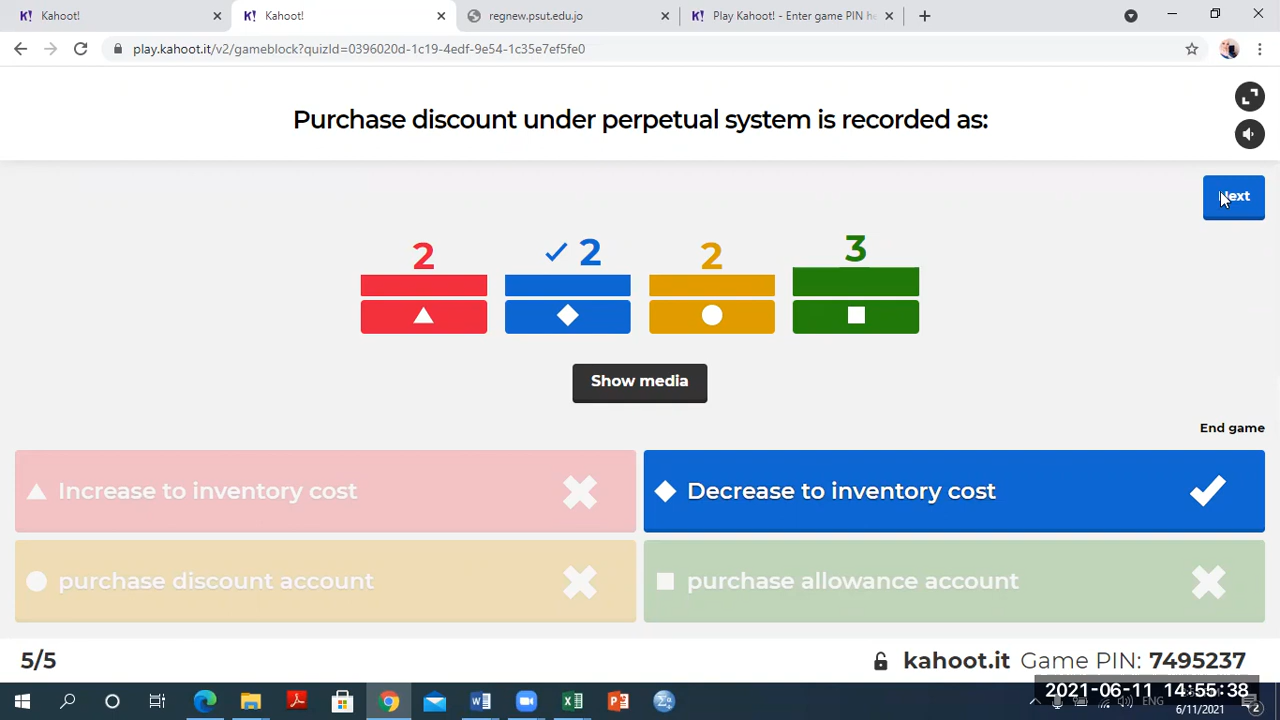 Kahoot!
Kahoot!
regnew.psut.edu.jo
Play Kahoot! - Enter game PIN he
play.kahoot.it/v2/gameblock?quizId=0396020d-1c19-4edf-9e54-1c35e7ef5fe0
Purchase discount under perpetual system is recorded as:
Next
2
2
2
3
Show media
End game
Increase to inventory cost
Decrease to inventory cost
purchase discount account
purchase allowance account
5/5
kahoot.it Game PIN: 7495237
2021-06-11 14:55:38
ENG
6/11/2021
2